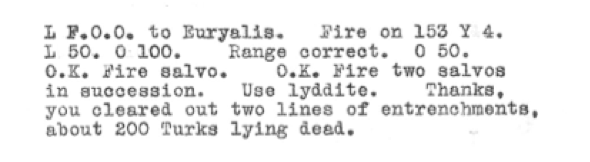 L F.O.O. to Euryalis. Fire on 153 Y 4.
L 50. O 100. Range correct. O 50.
O.K. Fire salvo. O.K. Fire two salvos
in succession. Use lyddite. Thanks,
you cleared out two lines of entrenchments,
about 200 Turks lying dead.